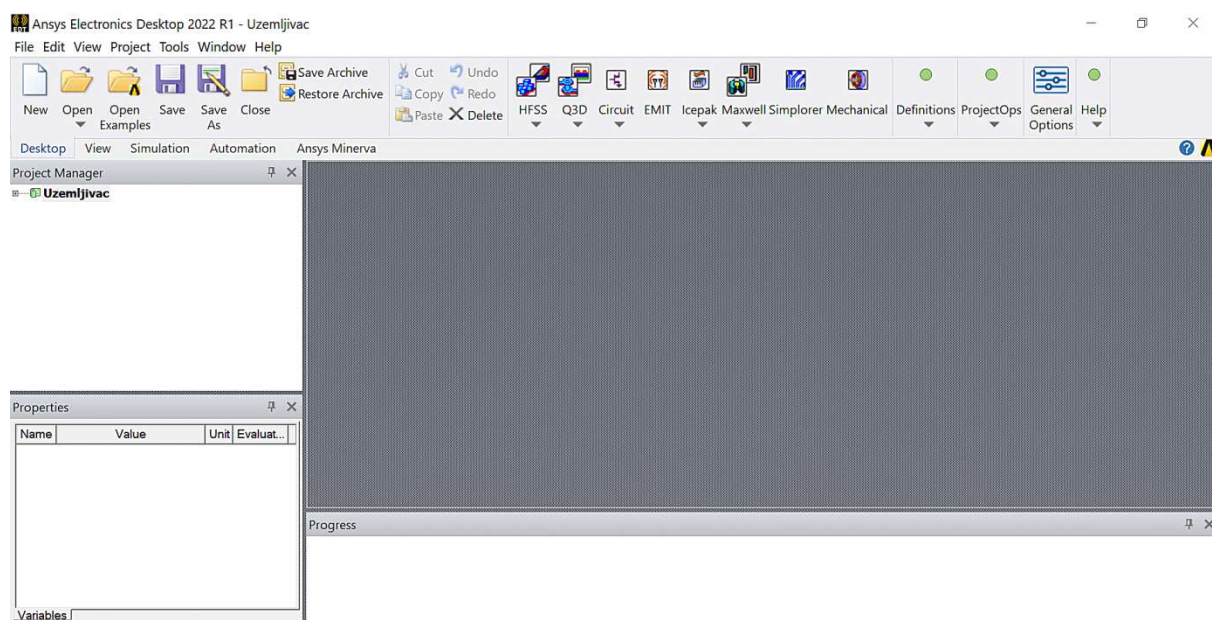 EDT Ansys Electronics Desktop 2022 R1 - Uzemljivac
File Edit View Project Tools Window Help
New
Open
Open Examples
Save
Save As
Close
Save Archive
Restore Archive
Cut
Copy
Paste
Undo
Redo
Delete
HFSS
Q3D
Circuit
EMIT
Icepak
Maxwell
Simplorer
Mechanical
Definitions
ProjectOps
General Options
Help
Desktop View Simulation Automation Ansys Minerva
Project Manager
Uzemljivac
Properties
Name Value Unit Evaluat...
Variables
Progress